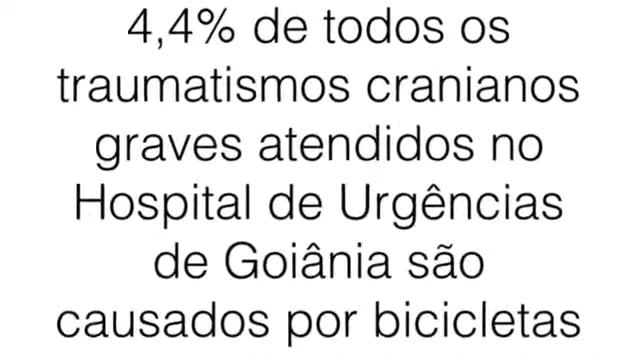 4,4% de todos os
traumatismos cranianos
graves atendidos no
Hospital de Urgências
de Goiânia são
causados por bicicletas